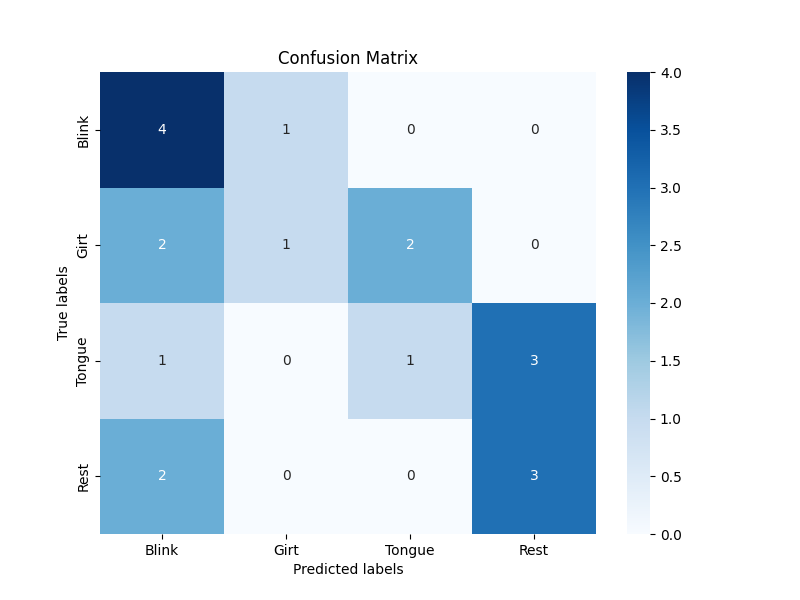 Confusion Matrix
Blink 4 1 0 0
Girt 2 1 2 0
Tongue 1 0 1 3
Rest 2 0 0 3
Blink Girt Tongue Rest
Predicted labels
True labels
4.0
3.5
3.0
2.5
2.0
1.5
1.0
0.5
0.0